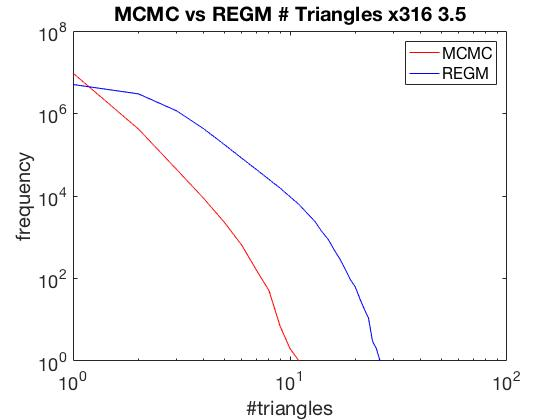 MCMC vs REGM # Triangles x316 3.5
10^8
10^6
10^4
10^2
10^0
frequency
MCMC
REGM
10^0 10^1 10^2
#triangles